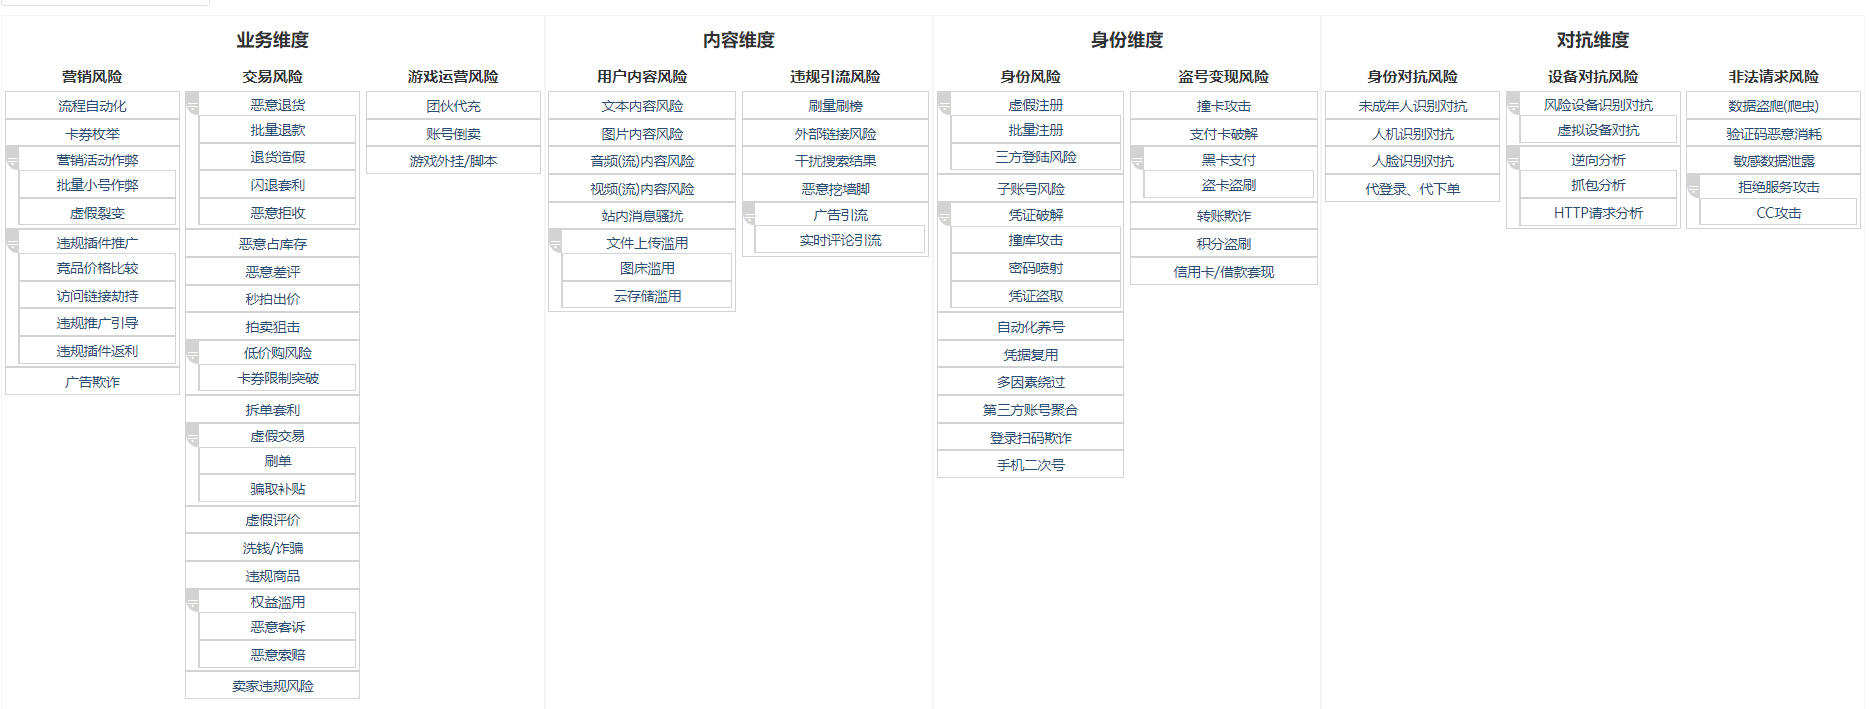 业务维度
营销风险
流程自动化
卡券枚举
营销活动作弊
批量小号作弊
虚假裂变
违规插件推广
竞品价格比较
访问链接劫持
违规推广引导
违规插件返利
广告欺诈
交易风险
恶意退货
批量退款
退货造假
闪退套利
恶意拒收
恶意占库存
恶意差评
秒拍出价
拍卖狙击
低价购风险
卡券限制突破
拆单套利
虚假交易
刷单
骗取补贴
虚假评价
洗钱/诈骗
违规商品
权益滥用
恶意客诉
恶意索赔
卖家违规风险
游戏运营风险
团伙代充
账号倒卖
游戏外挂/脚本
内容维度
用户内容风险
文本内容风险
图片内容风险
音频(流)内容风险
视频(流)内容风险
站内消息骚扰
文件上传滥用
图床滥用
云存储滥用
违规引流风险
刷量刷榜
外部链接风险
干扰搜索结果
恶意挖墙脚
广告引流
实时评论引流
身份维度
身份风险
虚假注册
批量注册
三方登陆风险
子账号风险
凭证破解
撞库攻击
密码喷射
凭证盗取
自动化养号
凭据复用
多因素绕过
第三方账号聚合
登录扫码欺诈
手机二次号
盗号变现风险
撞卡攻击
支付卡破解
黑卡支付
盗卡盗刷
转账欺诈
积分盗刷
信用卡/借款套现
对抗维度
身份对抗风险
未成年人识别对抗
人机识别对抗
人脸识别对抗
代登录、代下单
设备对抗风险
风险设备识别对抗
虚拟设备对抗
逆向分析
抓包分析
HTTP请求分析
非法请求风险
数据盗爬(爬虫)
验证码恶意消耗
敏感数据泄露
拒绝服务攻击
CC攻击